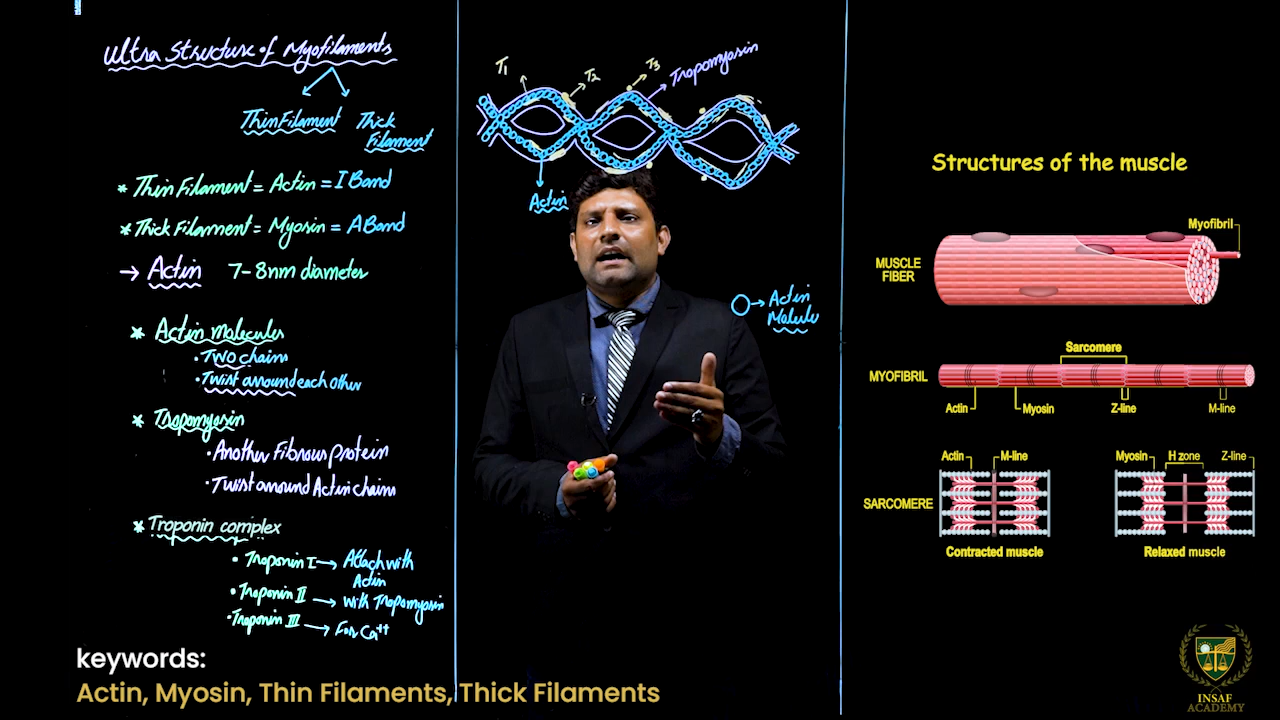 Ultra Structure of Myofilaments
Thin Filament
Thick
Filament
* Thin Filament = Actin = I Band
* Thick Filament = Myosin = A Band
→ Actin 7-8nm diameter
* Actin molecules
• Two chains
• Twist around each other
* Tropomyosin
• Another Fibrous protein
• Twist around Actin chains
* Troponin complex
• Troponin I → Attach with
Actin
• Troponin II → with Tropomyosin
• Troponin III → For Ca++
T1
T2
T3
Tropomyosin
Actin
→ Actin
Structures of the muscle
Myofibril
MUSCLE
FIBER
Sarcomere
MYOFIBRIL
Actin
Myosin
Z-line
M-line
Actin
M-line
Myosin
H zone
Z-line
SARCOMERE
Contracted muscle
Relaxed muscle
keywords:
Actin, Myosin, Thin Filaments, Thick Filaments
INSAF
ACADEMY